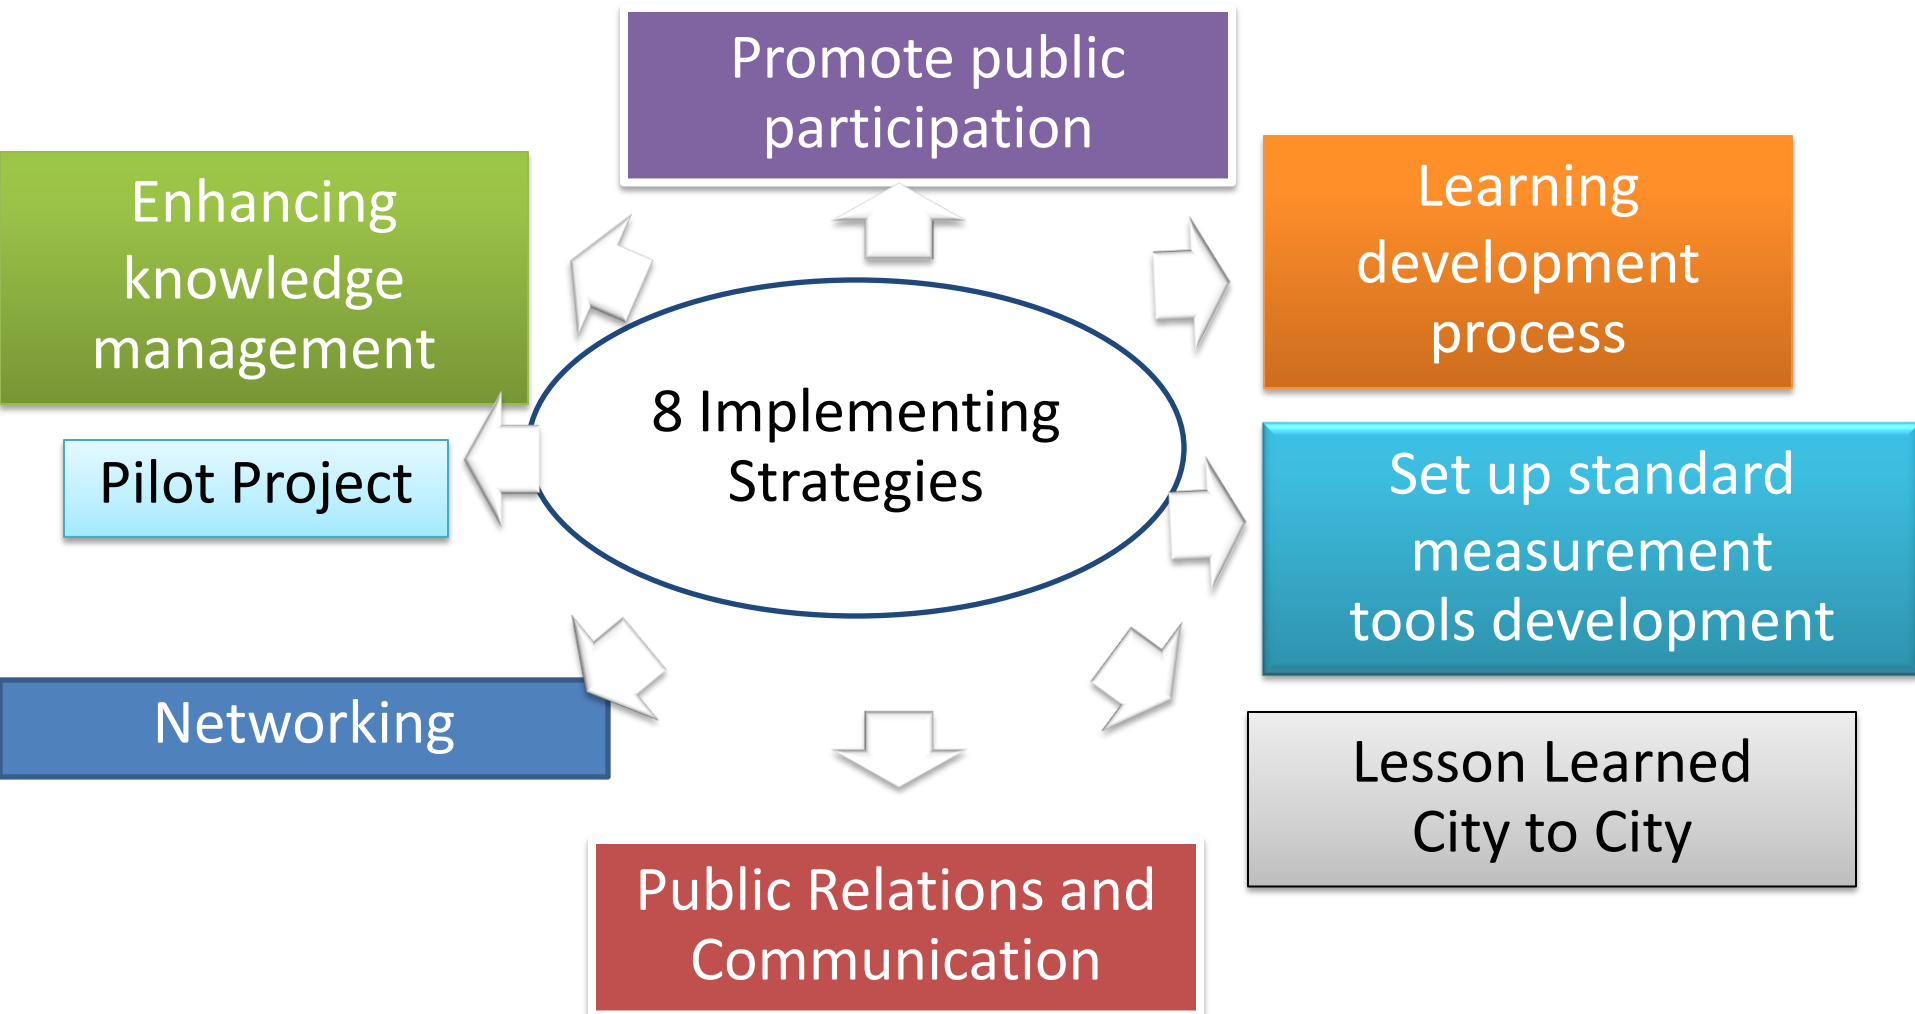 Promote public
participation
Enhancing
knowledge
management
Learning
development
process
8 Implementing
Strategies
Pilot Project
Set up standard
measurement
tools development
Networking
Lesson Learned
City to City
Public Relations and
Communication